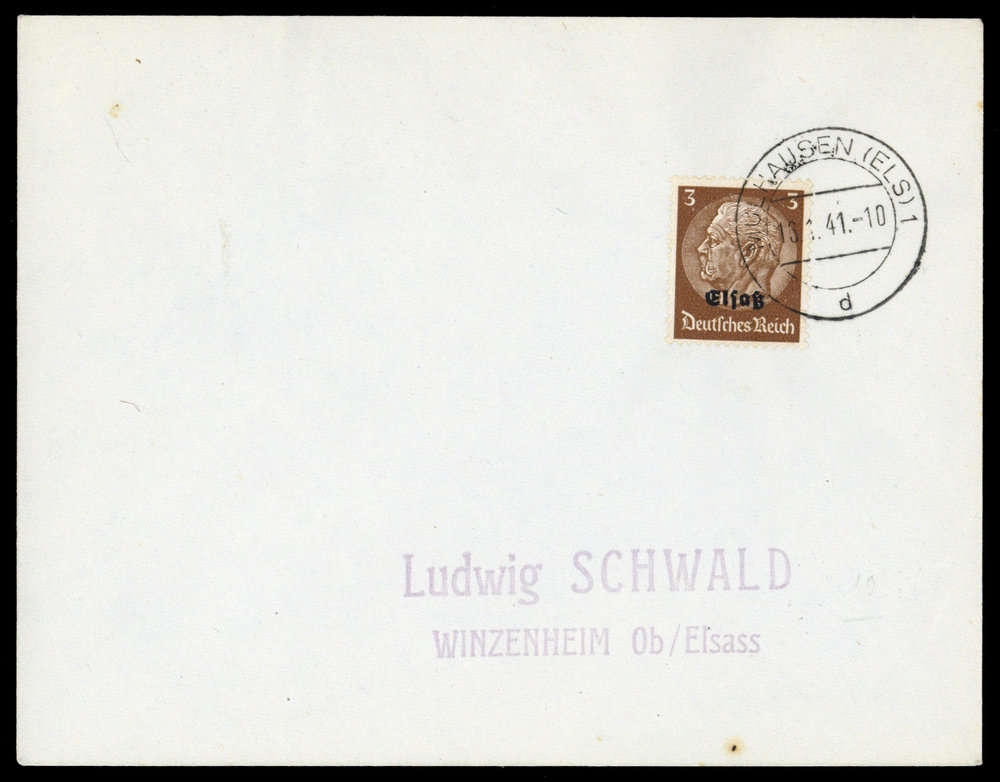 HAUSEN (ELS) 1
41.-10
d
3 3
Elsaß
Deutsches Reich
Ludwig SCHWALD
WINZENHEIM Ob/Elsass